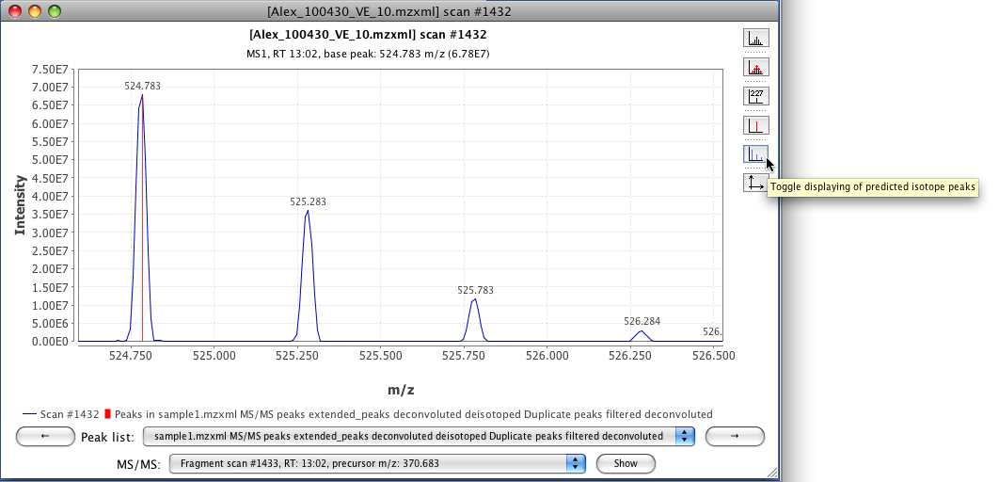 [Alex_100430_VE_10.mzxml] scan #1432
[Alex_100430_VE_10.mzxml] scan #1432
MS1, RT 13:02, base peak: 524.783 m/z (6.78E7)
7.50E7
7.00E7
6.50E7
6.00E7
5.50E7
5.00E7
4.50E7
4.00E7
3.50E7
3.00E7
2.50E7
2.00E7
1.50E7
1.00E7
5.00E6
0.00E0
Intensity
524.783
525.283
525.783
526.284
526.
227
Toggle displaying of predicted isotope peaks
524.750 525.000 525.250 525.500 525.750 526.000 526.250 526.500
m/z
Scan #1432 Peaks in sample1.mzxml MS/MS peaks extended_peaks deconvoluted deisotoped Duplicate peaks filtered deconvoluted
← Peak list: sample1.mzxml MS/MS peaks extended_peaks deconvoluted deisotoped Duplicate peaks filtered deconvoluted →
MS/MS: Fragment scan #1433, RT: 13:02, precursor m/z: 370.683 Show